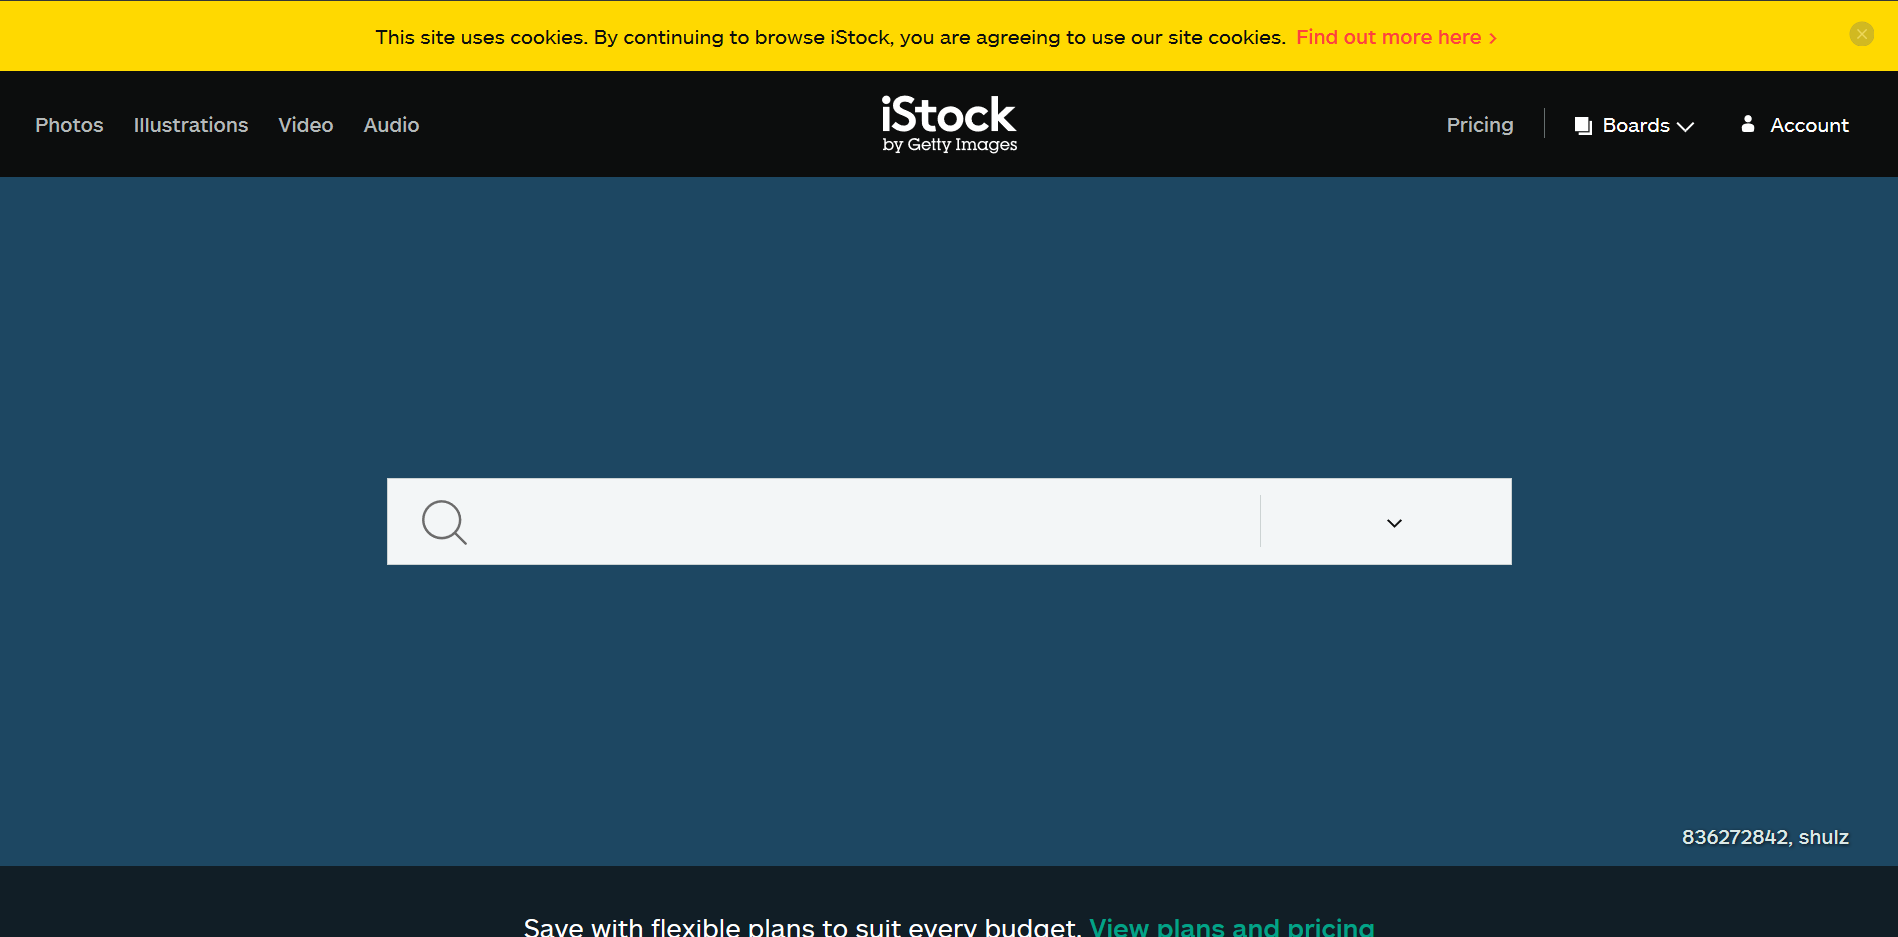 This site uses cookies. By continuing to browse iStock, you are agreeing to use our site cookies. Find out more here >
Photos Illustrations Video Audio
iStock
by Getty Images
Pricing Boards Account
836272842, shulz
Save with flexible plans to suit every budget. View plans and pricing